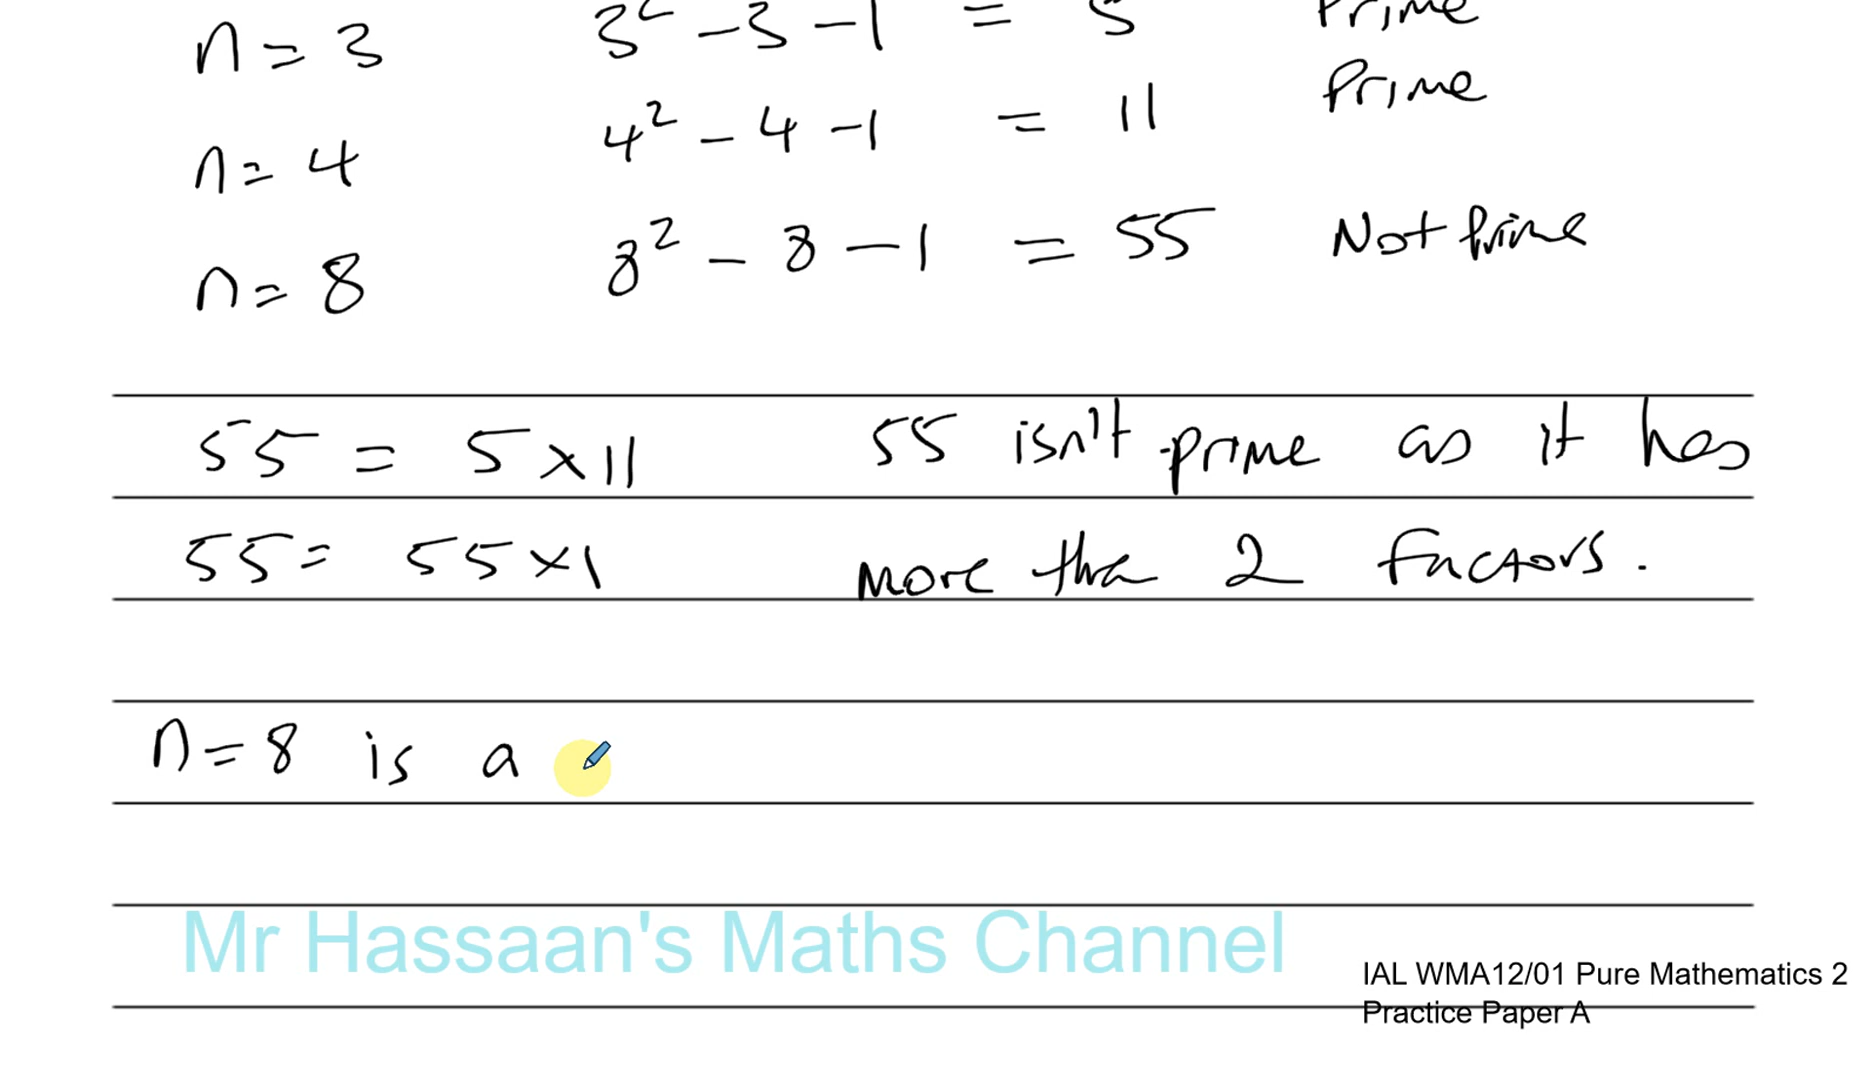 n = 3 3² - 3 - 1 = 5 Prime
n = 4 4² - 4 - 1 = 11 Prime
n = 8 8² - 8 - 1 = 55 Not Prime
55 = 5 x 11 55 isn't prime as it has
55 = 55 x 1 more than 2 factors.
n = 8 is a
Mr Hassaan's Maths Channel
IAL WMA12/01 Pure Mathematics 2
Practice Paper A